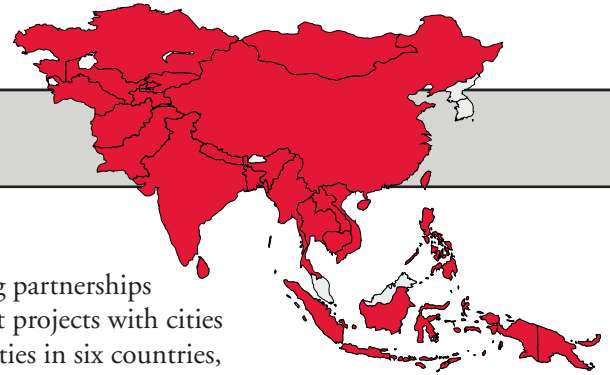 g partnerships
t projects with cities
ties in six countries,